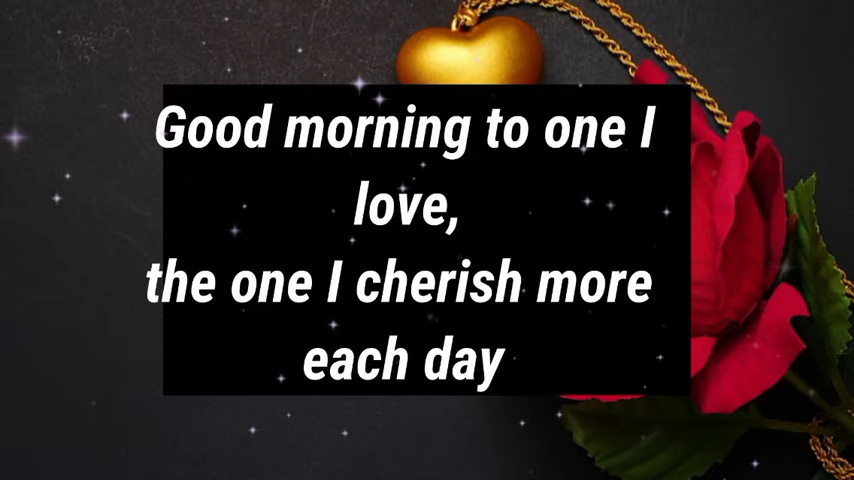 Good morning to one I
love,
the one I cherish more
each day